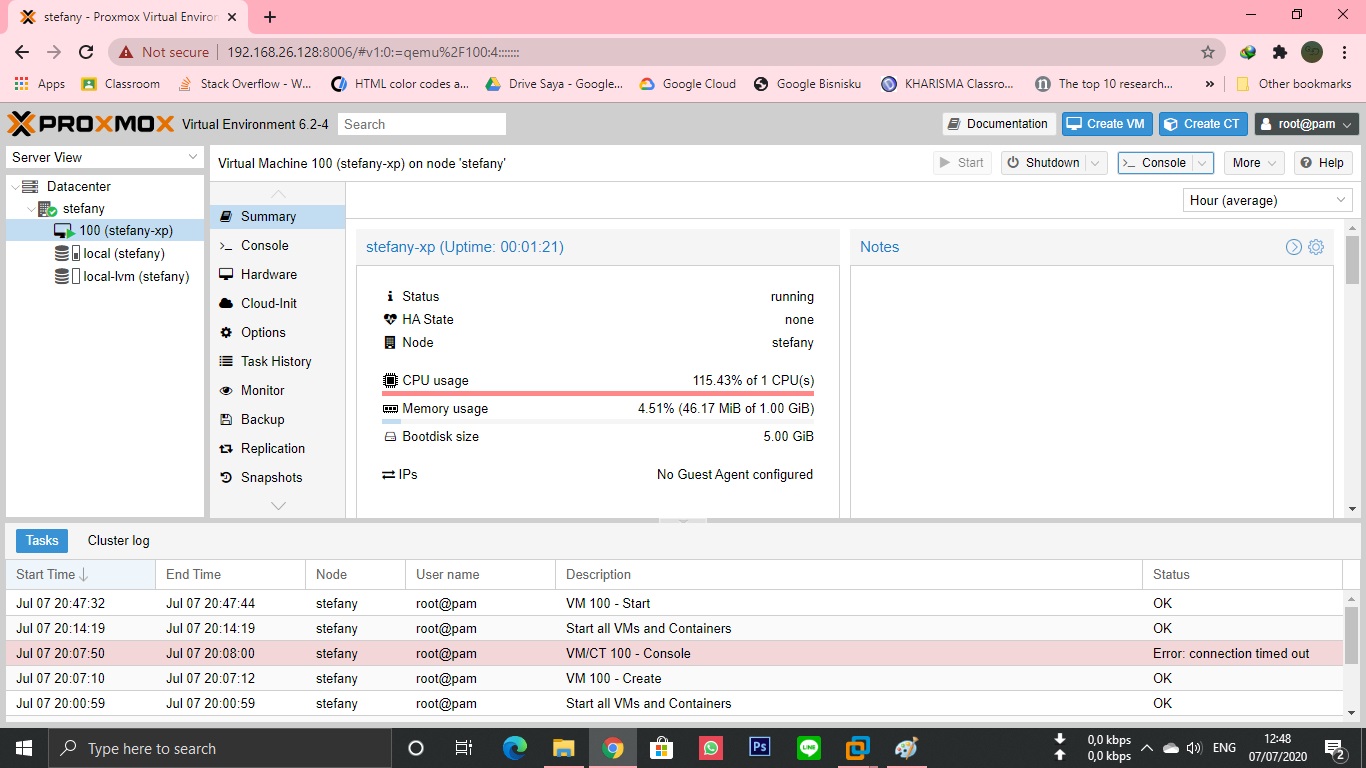 stefany - Proxmox Virtual Environ
Not secure 192.168.26.128:8006/#v1:0:=qemu%2F100:4:::::::
Apps Classroom Stack Overflow - W... HTML color codes a... Drive Saya - Google... Google Cloud Google Bisnisku KHARISMA Classro... The top 10 research... » Other bookmarks
PROXMOX Virtual Environment 6.2-4 Search Documentation Create VM Create CT root@pam
Server View Virtual Machine 100 (stefany-xp) on node 'stefany' Start Shutdown Console More Help
Datacenter
stefany
100 (stefany-xp)
local (stefany)
local-lvm (stefany)
Summary
Console
Hardware
Cloud-Init
Options
Task History
Monitor
Backup
Replication
Snapshots
Hour (average)
stefany-xp (Uptime: 00:01:21)
Status running
HA State none
Node stefany
CPU usage 115.43% of 1 CPU(s)
Memory usage 4.51% (46.17 MiB of 1.00 GiB)
Bootdisk size 5.00 GiB
IPs No Guest Agent configured
Notes
Tasks Cluster log
Start Time End Time Node User name Description Status
Jul 07 20:47:32 Jul 07 20:47:44 stefany root@pam VM 100 - Start OK
Jul 07 20:14:19 Jul 07 20:14:19 stefany root@pam Start all VMs and Containers OK
Jul 07 20:07:50 Jul 07 20:08:00 stefany root@pam VM/CT 100 - Console Error: connection timed out
Jul 07 20:07:10 Jul 07 20:07:12 stefany root@pam VM 100 - Create OK
Jul 07 20:00:59 Jul 07 20:00:59 stefany root@pam Start all VMs and Containers OK
Type here to search Ps LINE 0,0 kbps ENG 12:48
0,0 kbps 07/07/2020 2